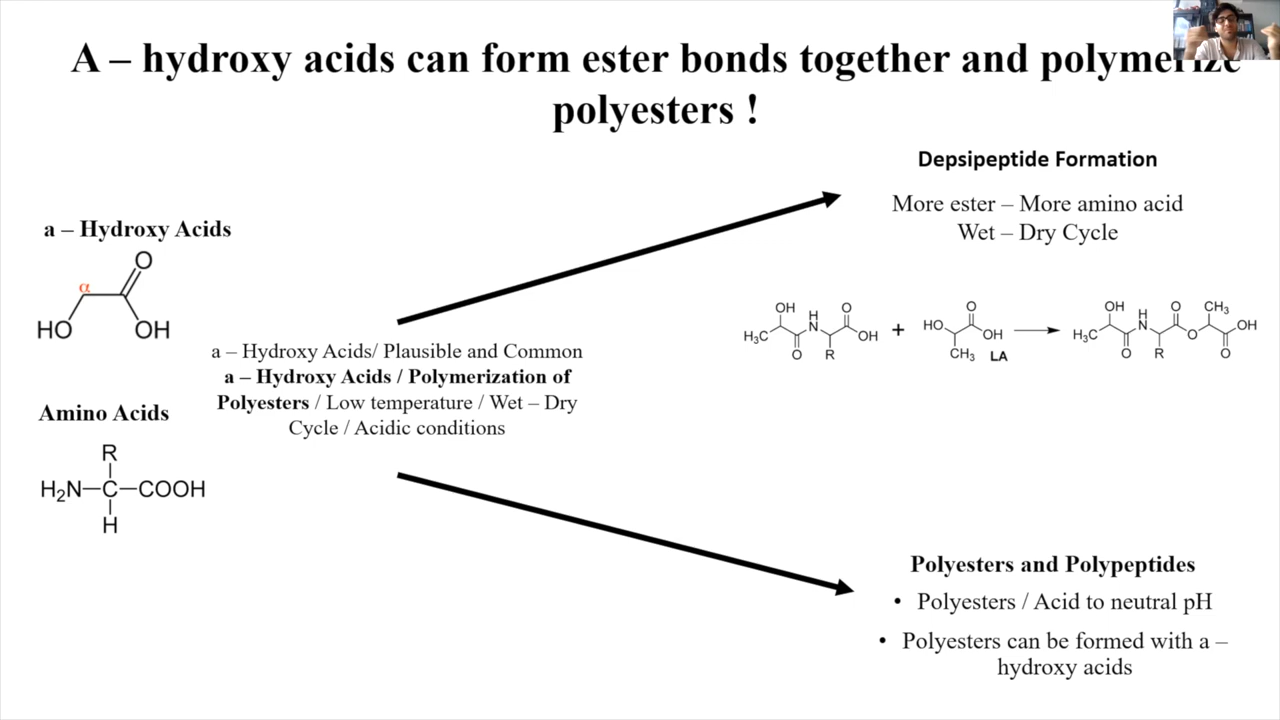 A – hydroxy acids can form ester bonds together and polymerize
polyesters !
Depsipeptide Formation
More ester – More amino acid
Wet – Dry Cycle
a – Hydroxy Acids
O
α
HO
OH
OH
H
N
O
H₃C
OH
O
R
+
O
HO
OH
CH₃
LA
OH
H
N
O
CH₃
H₃C
O
OH
O
R
O
a – Hydroxy Acids/ Plausible and Common
a – Hydroxy Acids / Polymerization of
Polyesters / Low temperature / Wet – Dry
Cycle / Acidic conditions
Amino Acids
R
H₂N–C–COOH
H
Polyesters and Polypeptides
• Polyesters / Acid to neutral pH
• Polyesters can be formed with a –
hydroxy acids